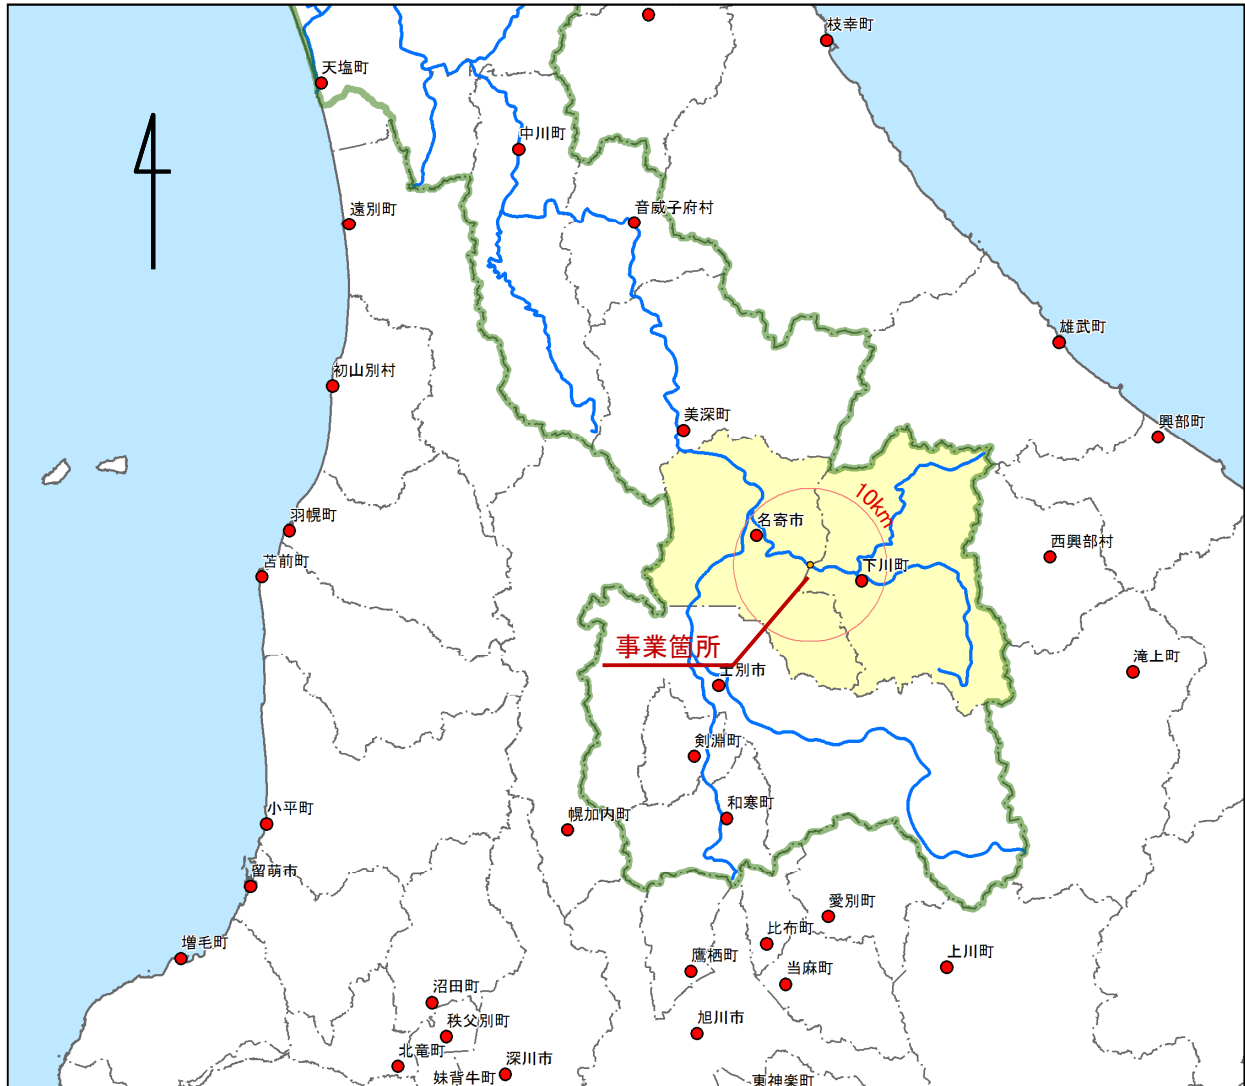 枝幸町
天塩町
中川町
遠別町
音威子府村
雄武町
初山別村
美深町
興部町
10km
羽幌町
名寄市
西興部村
苫前町
下川町
事業箇所
滝上町
士別市
剣淵町
小平町
和寒町
幌加内町
留萌市
愛別町
比布町
増毛町
鷹栖町
上川町
当麻町
沼田町
秩父別町
旭川市
北竜町
深川市
妹背牛町
東神楽町